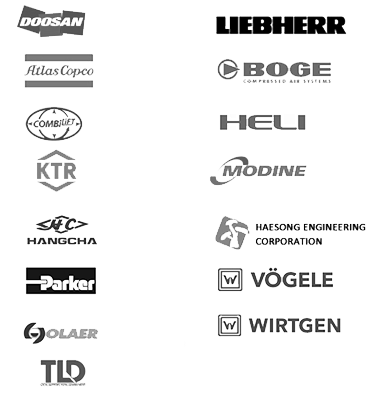 DOOSAN
LIEBHERR
Atlas Copco
BOGE
COMPRESSED AIR SYSTEMS
COMBiLiFT
HELI
KTR
MODINE
HC
HANGCHA
HAESONG ENGINEERING
CORPORATION
Parker
W VÖGELE
OLAER
W WIRTGEN
TLD